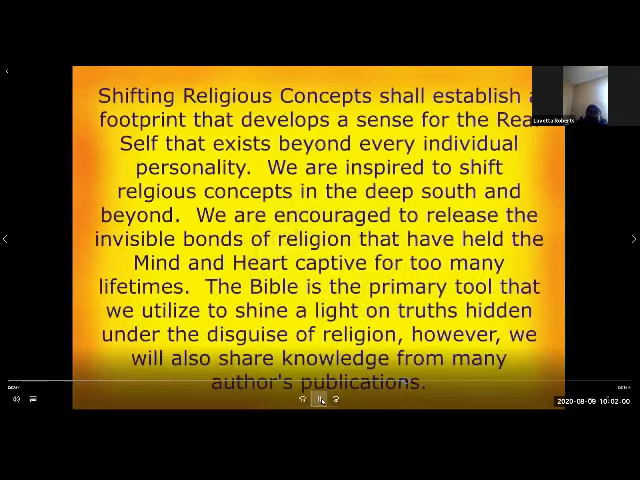 Shifting Religious Concepts shall establish
footprint that develops a sense for the Rea
Self that exists beyond every individual
personality. We are inspired to shift
relgious concepts in the deep south and
beyond. We are encouraged to release the
invisible bonds of religion that have held the
Mind and Heart captive for too many
lifetimes. The Bible is the primary tool that
we utilize to shine a light on truths hidden
under the disguise of religion, however, we
will also share knowledge from many
author's publications.
Lavetta Roberts
2020-08-09 10:02:00